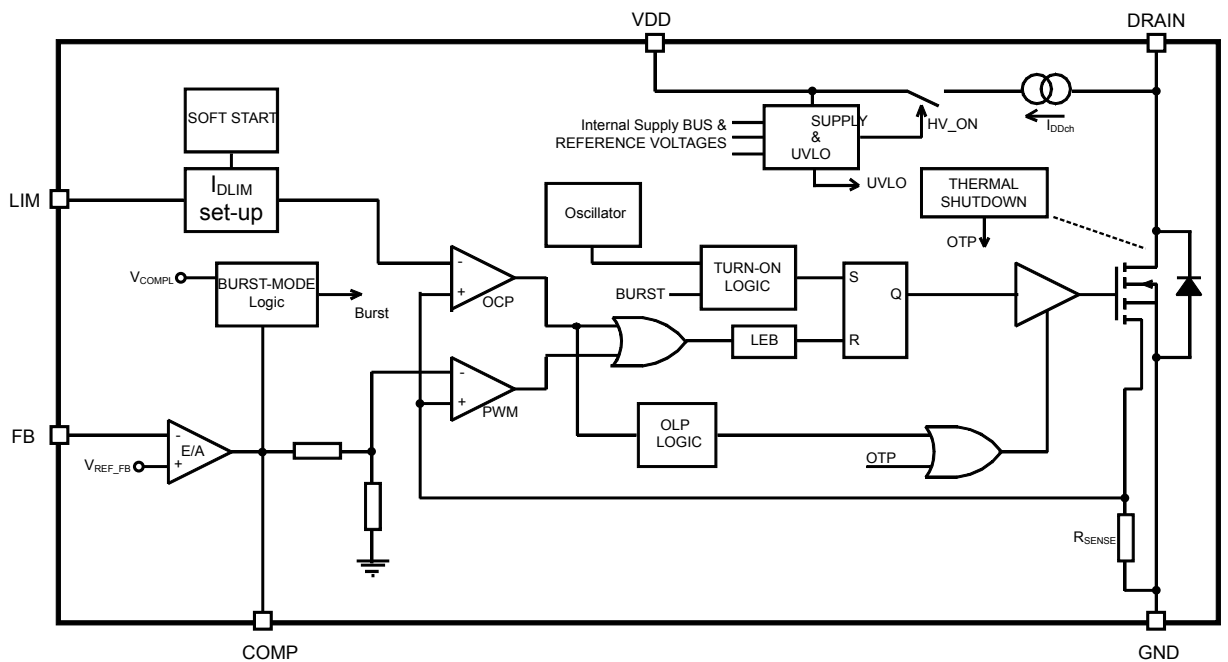 VDD
DRAIN
SOFT START
I_DLIM
set-up
LIM
Internal Supply BUS &
REFERENCE VOLTAGES
SUPPLY
&
UVLO
HV_ON
I_DDch
UVLO
THERMAL
SHUTDOWN
OTP
Oscillator
V_COMPL
BURST-MODE
Logic
Burst
-
+
OCP
TURN-ON
LOGIC
BURST
S
Q
R
LEB
-
+
PWM
FB
-
E/A
+
V_REF_FB
OLP
LOGIC
OTP
R_SENSE
COMP
GND